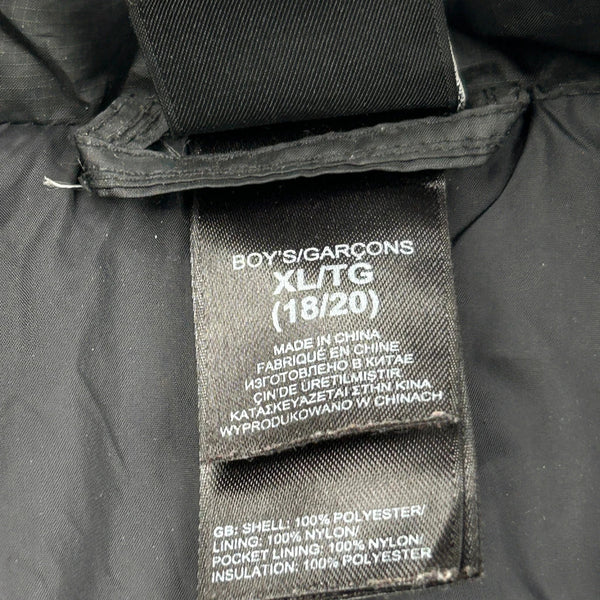 BOY'S/GARÇONS
XL/TG
(18/20)
MADE IN CHINA
FABRIQUÉ EN CHINE
ИЗГОТОВЛЕНО В КИТАЕ
ÇIN'DE ÜRETILMIŞTIR
ΚΑΤΑΣΚΕΥΑΖΕΤΑΙ ΣΤΗΝ ΚΙΝΑ
WYPRODUKOWANO W CHINACH
GB: SHELL: 100% POLYESTER/
LINING: 100% NYLON/
POCKET LINING: 100% NYLON/
INSULATION: 100% POLYESTER/